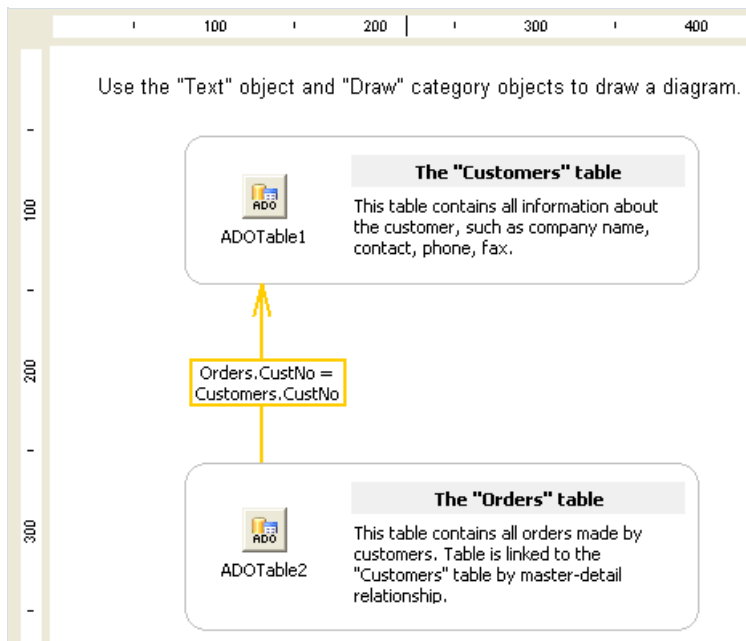 100 200 300 400
Use the "Text" object and "Draw" category objects to draw a diagram.
The "Customers" table
ADO
ADOTable1
This table contains all information about
the customer, such as company name,
contact, phone, fax.
100
Orders.CustNo =
Customers.CustNo
200
The "Orders" table
ADO
ADOTable2
This table contains all orders made by
customers. Table is linked to the
"Customers" table by master-detail
relationship.
300